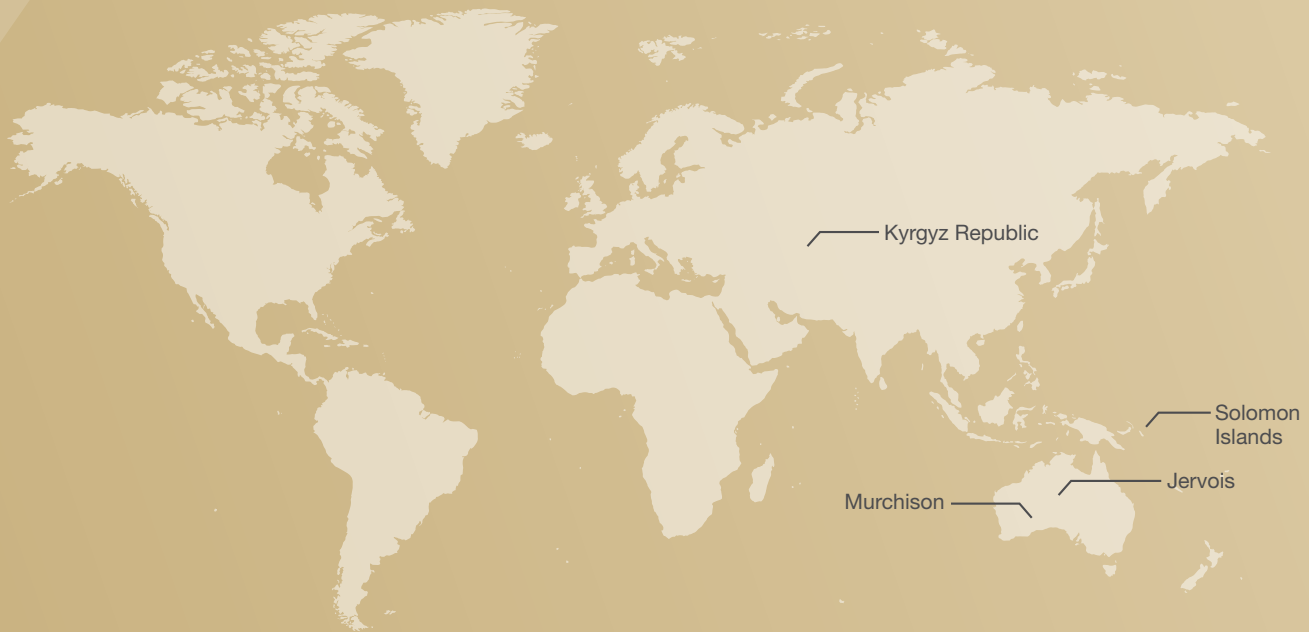 Kyrgyz Republic
Solomon
Islands
Jervois
Murchison